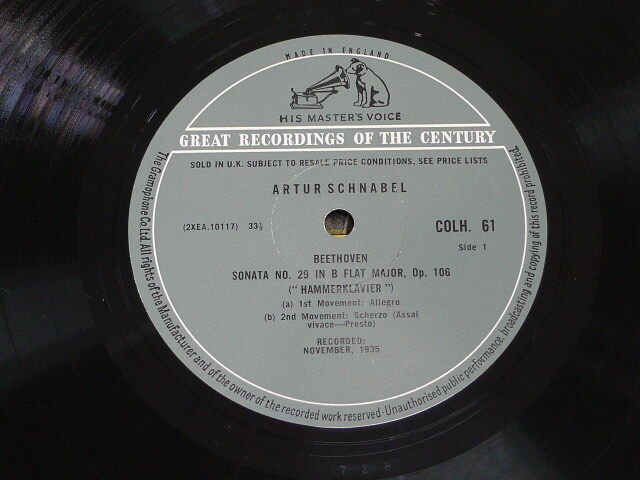 MADE IN ENGLAND
HIS MASTER'S VOICE
GREAT RECORDINGS OF THE CENTURY
SOLD IN U.K. SUBJECT TO RESALE PRICE CONDITIONS, SEE PRICE LISTS
ARTUR SCHNABEL
(2XEA.10117) 33⅓
COLH. 61
Side 1
BEETHOVEN
SONATA NO. 29 IN B FLAT MAJOR, Op. 106
("HAMMERKLAVIER")
(a) 1st Movement: Allegro
(b) 2nd Movement: Scherzo (Assai
vivace—Presto)
RECORDED:
NOVEMBER, 1935
The Gramophone Co. Ltd. All rights of the Manufacturer and of the owner of the recorded work reserved · Unauthorised public performance, broadcasting and copying of this record prohibited.